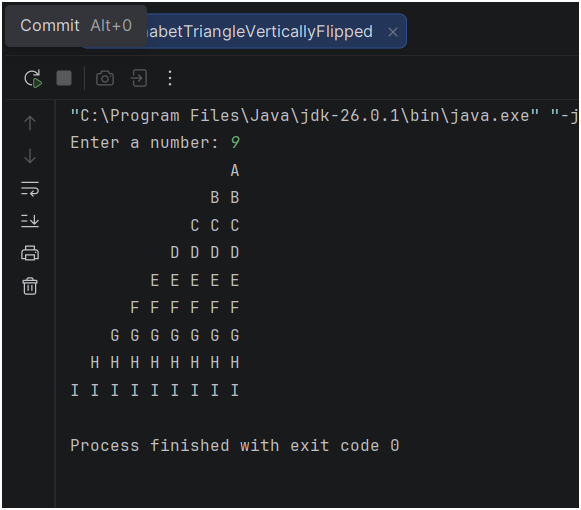 Commit Alt+0
habetTriangleVerticallyFlipped
"C:\Program Files\Java\jdk-26.0.1\bin\java.exe" "-j
Enter a number: 9
                A
              B B
            C C C
          D D D D
        E E E E E
      F F F F F F
    G G G G G G G
  H H H H H H H H
I I I I I I I I I
Process finished with exit code 0